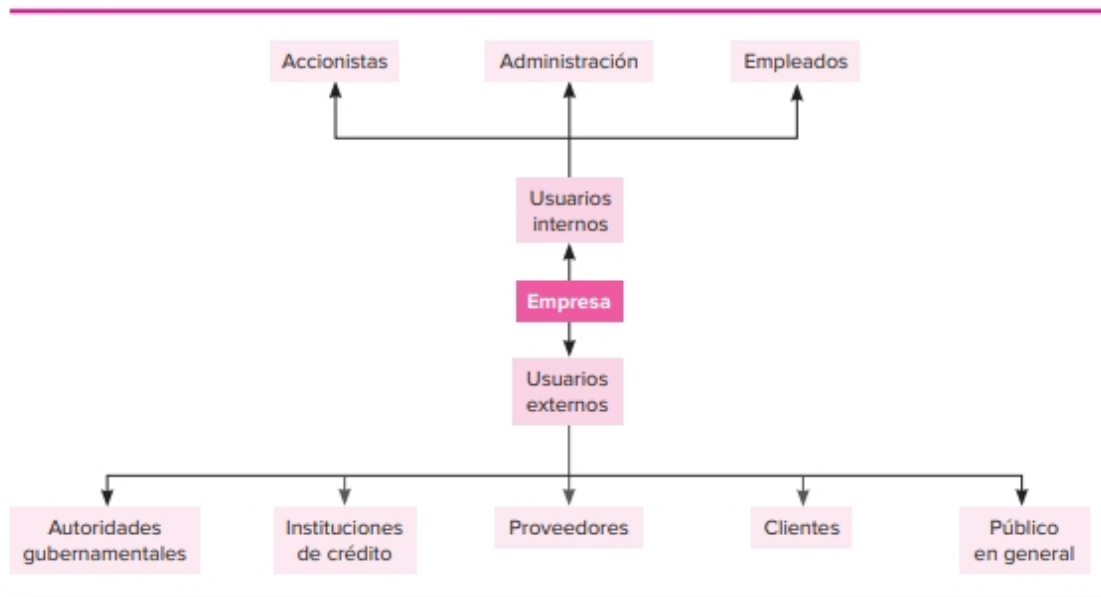 Accionistas
Administración
Empleados
Usuarios
internos
Empresa
Usuarios
externos
Autoridades
gubernamentales
Instituciones
de crédito
Proveedores
Clientes
Público
en general